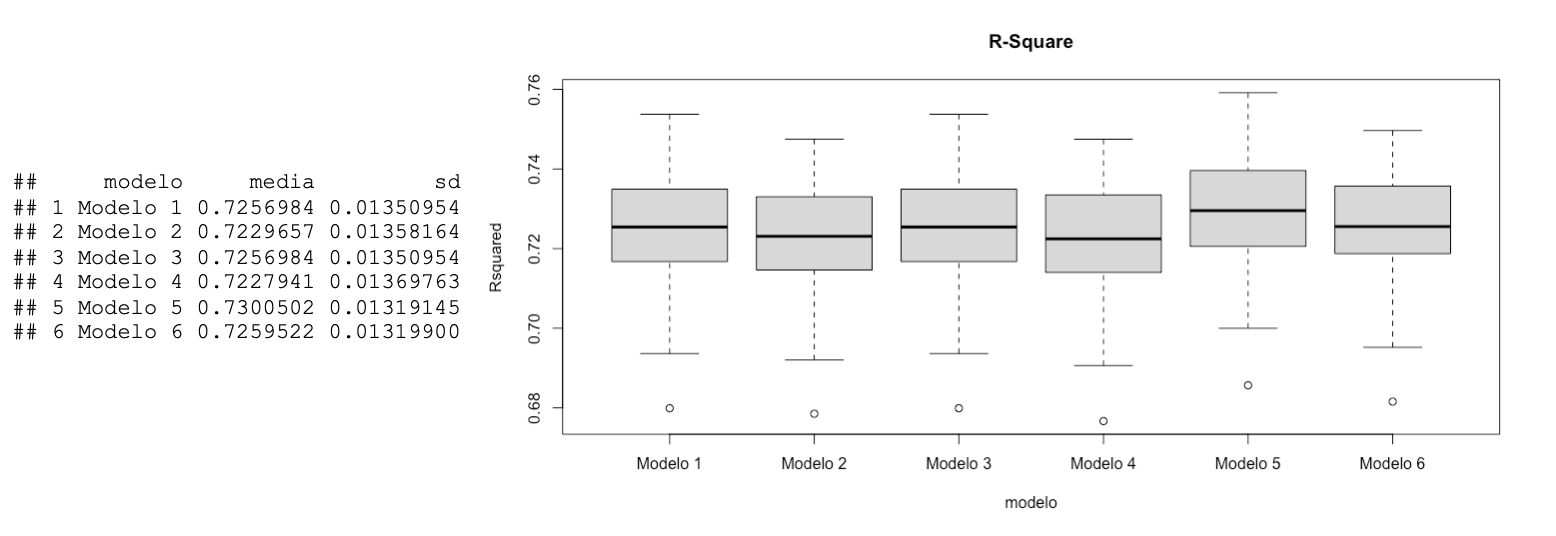 ##     modelo     media         sd
## 1 Modelo 1 0.7256984 0.01350954
## 2 Modelo 2 0.7229657 0.01358164
## 3 Modelo 3 0.7256984 0.01350954
## 4 Modelo 4 0.7227941 0.01369763
## 5 Modelo 5 0.7300502 0.01319145
## 6 Modelo 6 0.7259522 0.01319900
R-Square
Rsquared
0.76
0.74
0.72
0.70
0.68
Modelo 1 Modelo 2 Modelo 3 Modelo 4 Modelo 5 Modelo 6
modelo